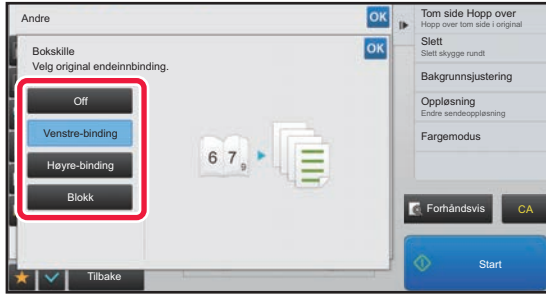 Andre
OK
Bokskille
OK
Velg original endeinnbinding.
Off
Venstre-binding
Høyre-binding
Blokk
6 7 9
Tilbake
Tom side Hopp over
Hopp over tom side i original
Slett
Slett skygge rundt
Bakgrunnsjustering
Oppløsning
Endre sendeoppløsning
Fargemodus
Forhåndsvis
CA
Start